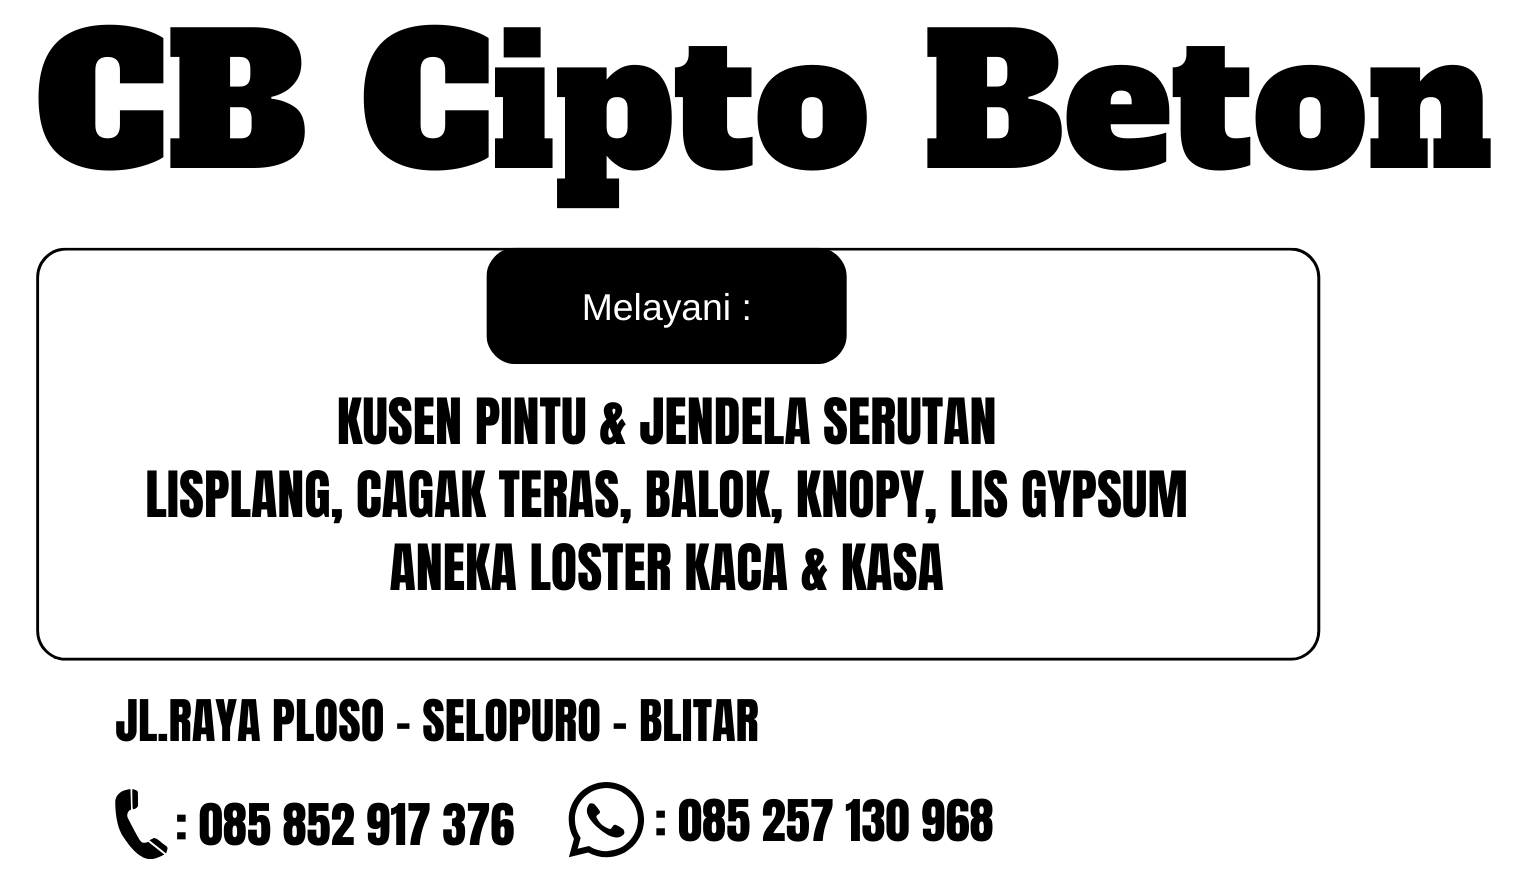 CB Cipto Beton
Melayani :
KUSEN PINTU & JENDELA SERUTAN
LISPLANG, CAGAK TERAS, BALOK, KNOPY, LIS GYPSUM
ANEKA LOSTER KACA & KASA
JL.RAYA PLOSO - SELOPURO - BLITAR
: 085 852 917 376 : 085 257 130 968